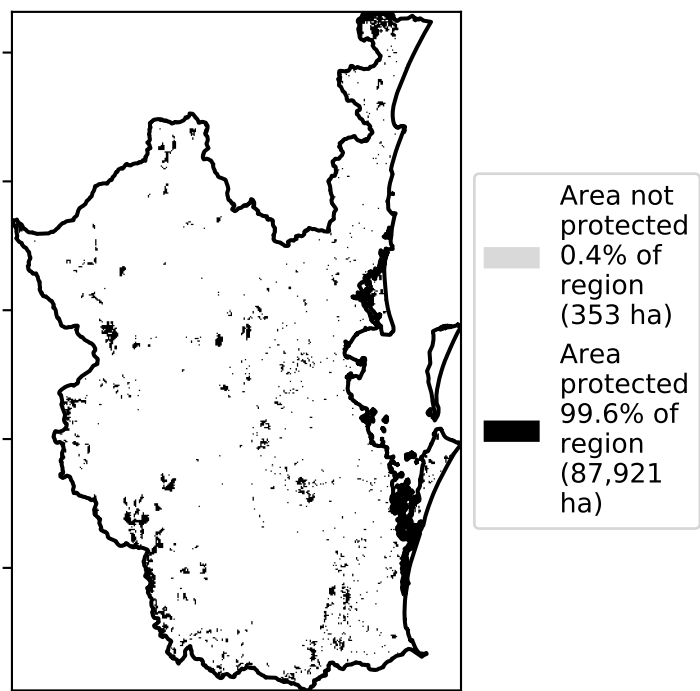 Area not
protected
0.4% of
region
(353 ha)
Area
protected
99.6% of
region
(87,921
ha)